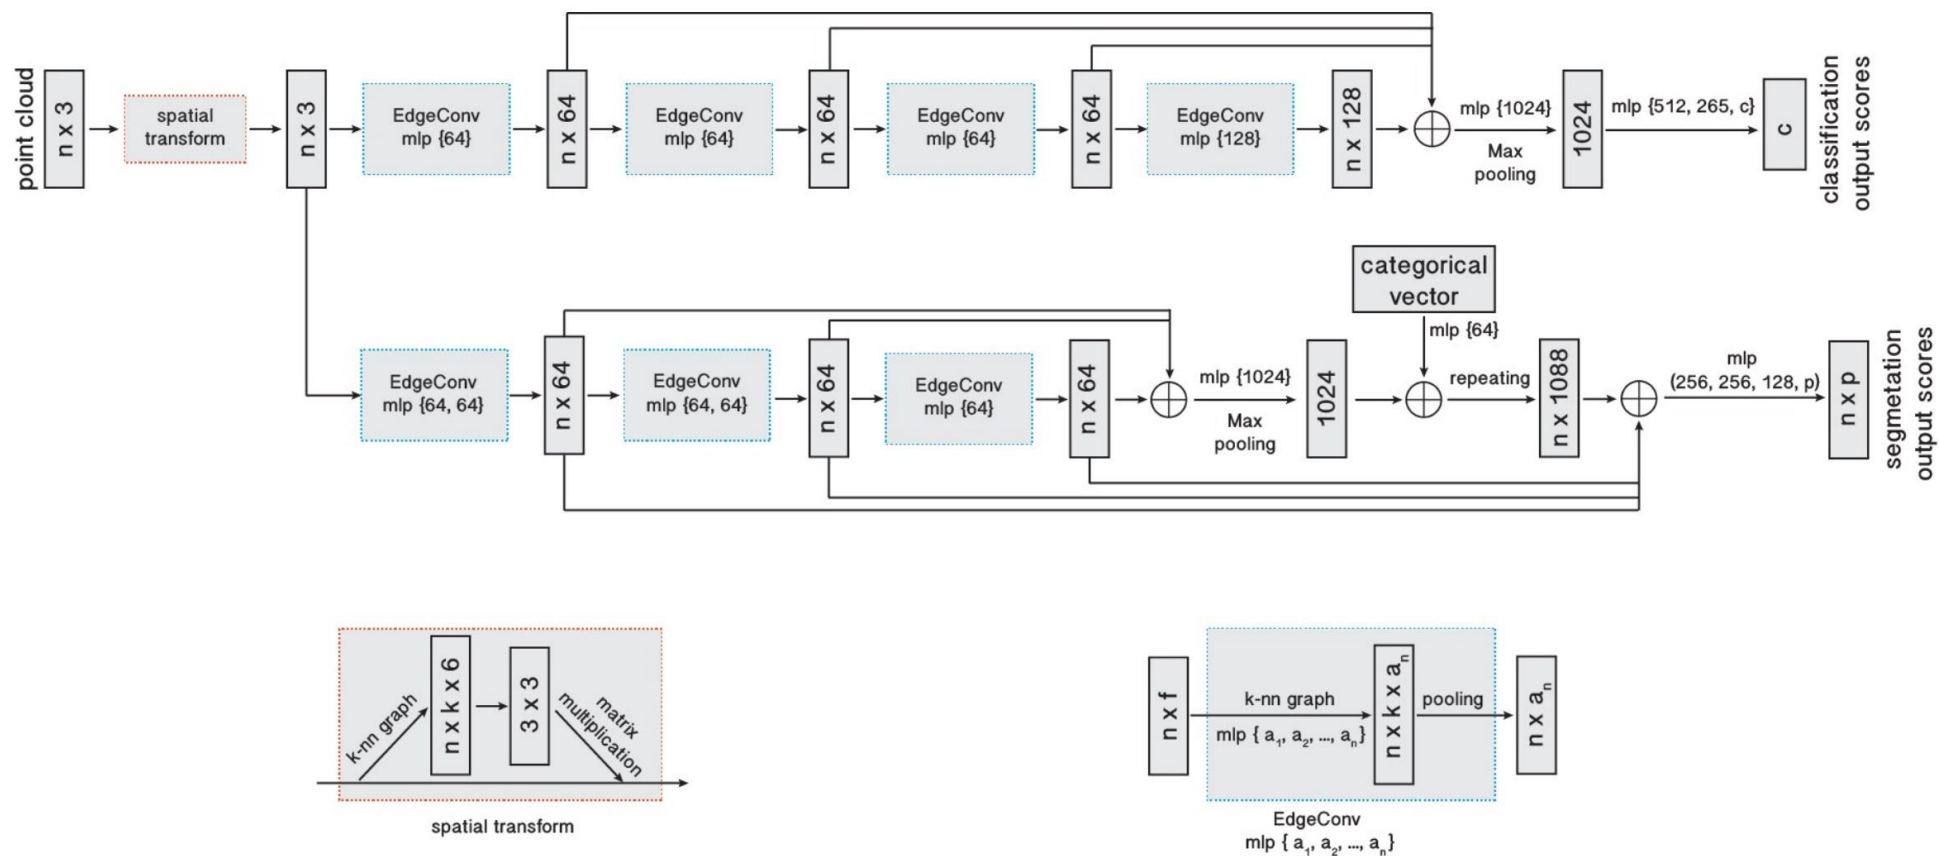 point cloud
n x 3
spatial
transform
n x 3
EdgeConv
mlp {64}
n x 64
EdgeConv
mlp {64}
n x 64
EdgeConv
mlp {64}
n x 64
EdgeConv
mlp {128}
n x 128
mlp {1024}
Max
pooling
1024
mlp {512, 265, c}
c
classification
output scores
categorical
vector
mlp {64}
EdgeConv
mlp {64, 64}
n x 64
EdgeConv
mlp {64, 64}
n x 64
EdgeConv
mlp {64}
n x 64
mlp {1024}
Max
pooling
1024
repeating
n x 1088
mlp
(256, 256, 128, p)
n x p
segmetation
output scores
k-nn graph
n x k x 6
3 x 3
matrix
multiplication
spatial transform
n x f
k-nn graph
mlp { a₁, a₂, ..., aₙ}
n x k x aₙ
pooling
n x aₙ
EdgeConv
mlp { a₁, a₂, ..., aₙ}